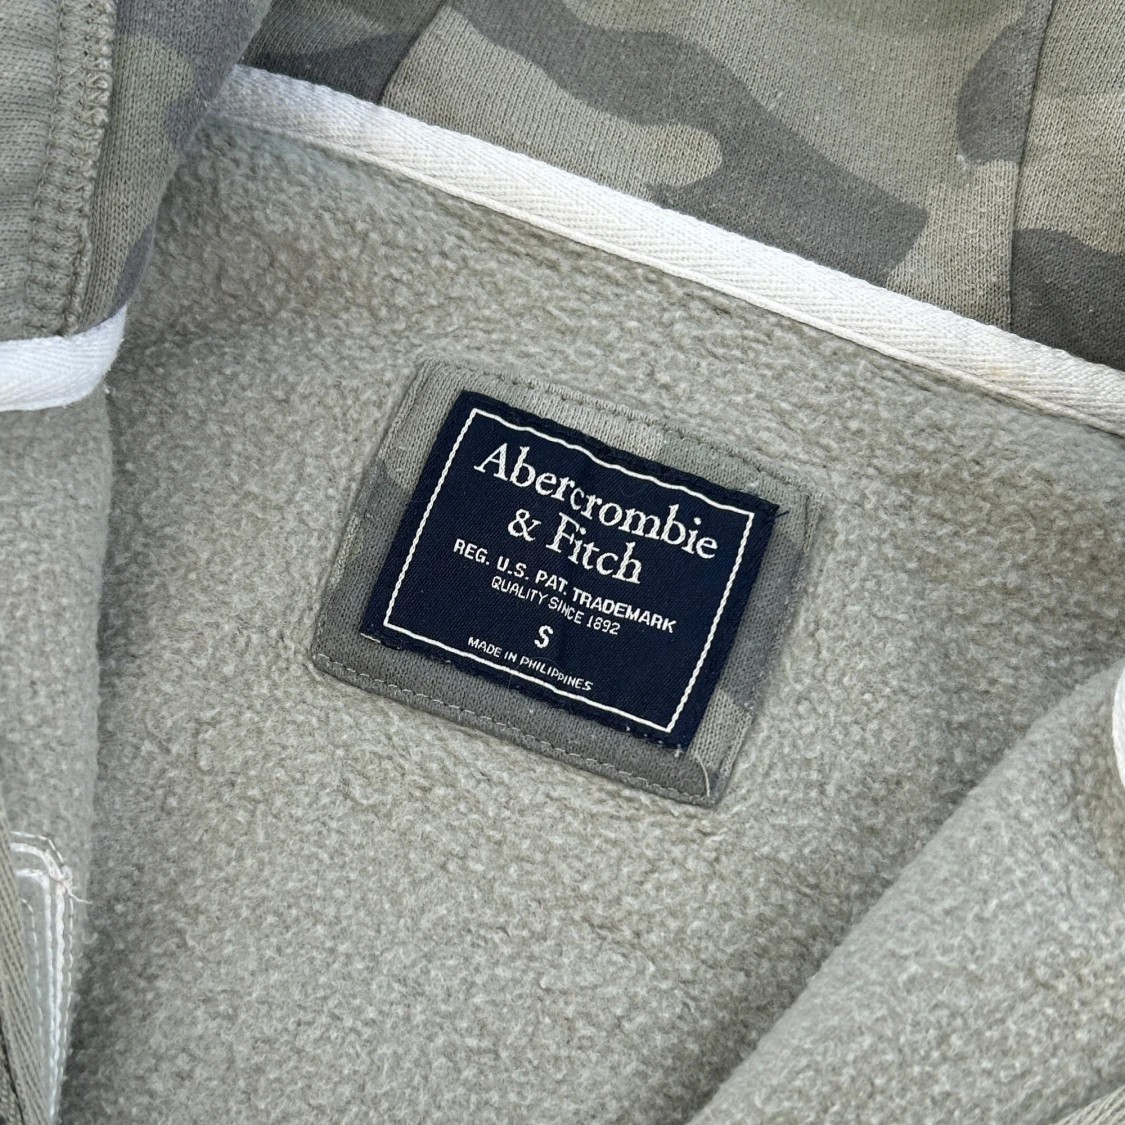 Abercrombie
& Fitch
REG. U.S. PAT. TRADEMARK
QUALITY SINCE 1892
S
MADE IN PHILIPPINES